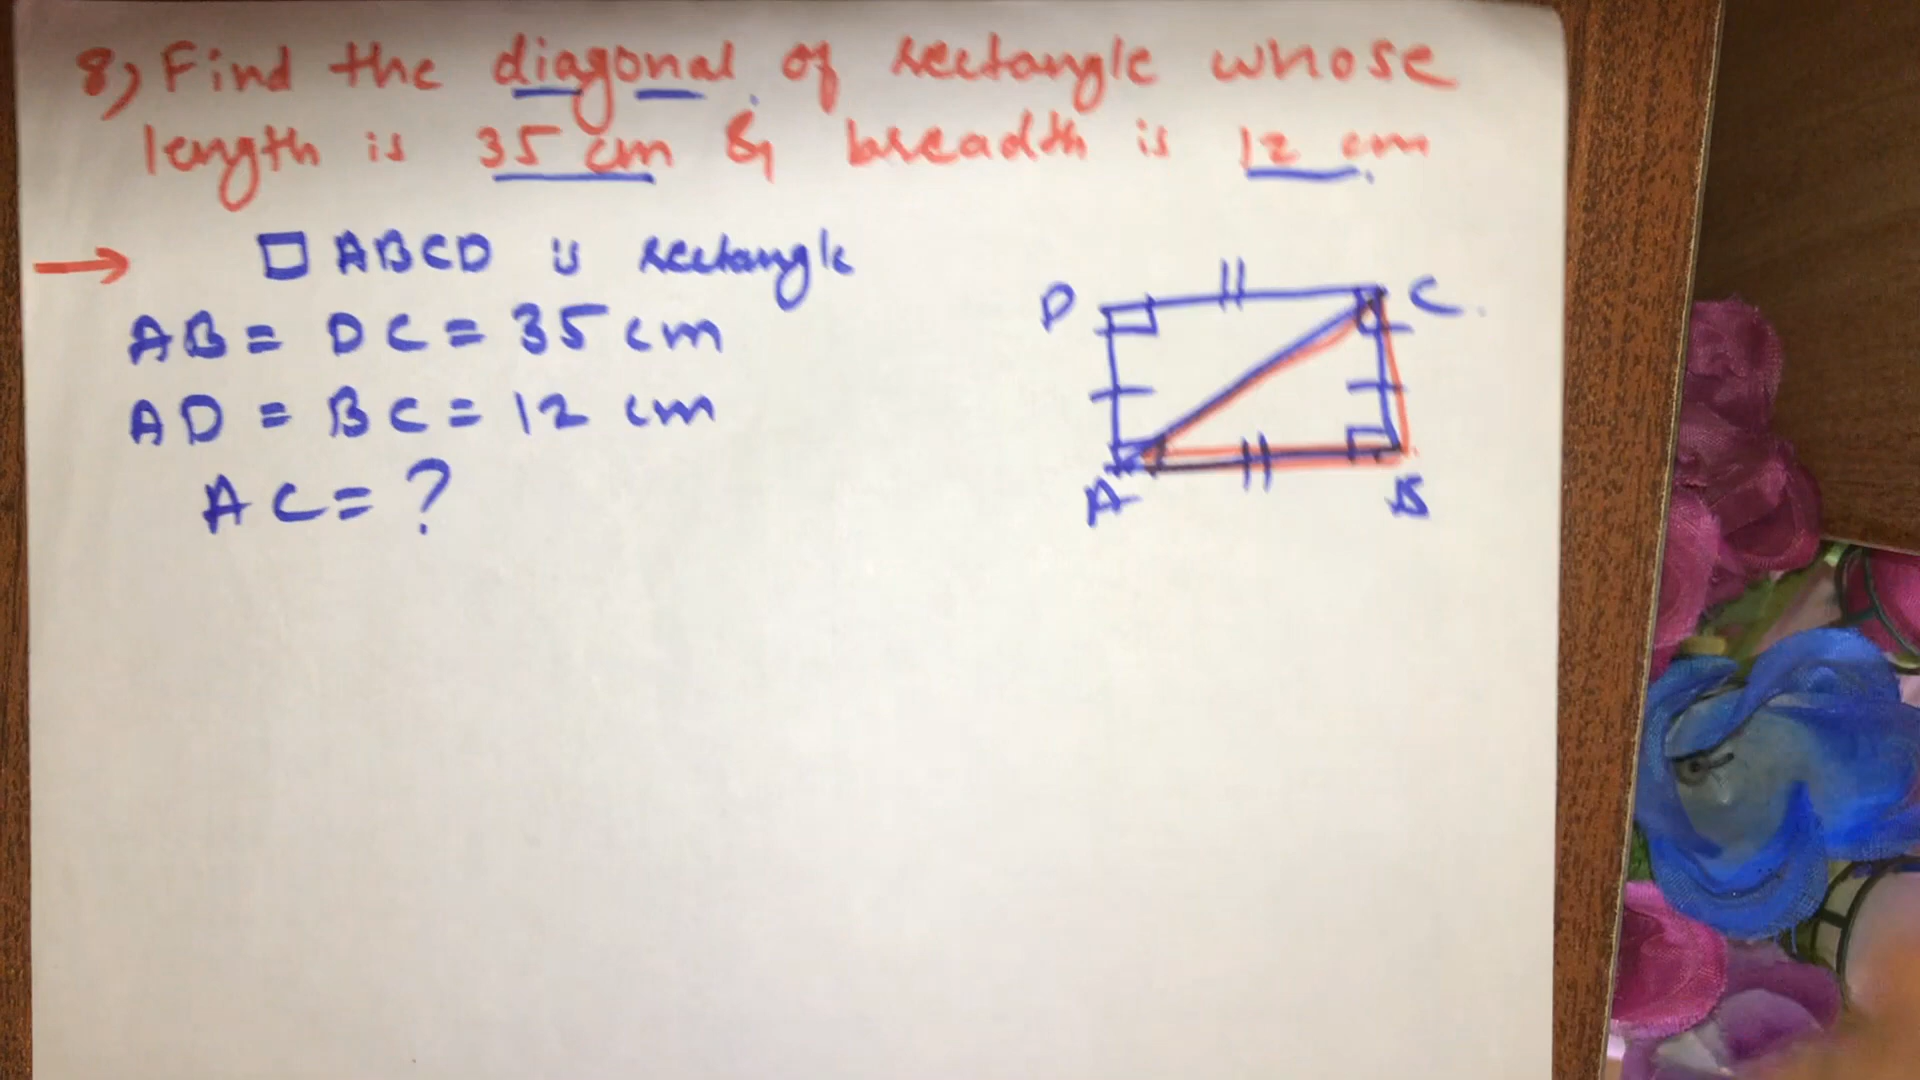 8) Find the diagonal of rectangle whose
length is 35 cm & breadth is 12 cm.
→ □ ABCD is rectangle
AB = DC = 35 cm
AD = BC = 12 cm
AC = ?
D C
A B